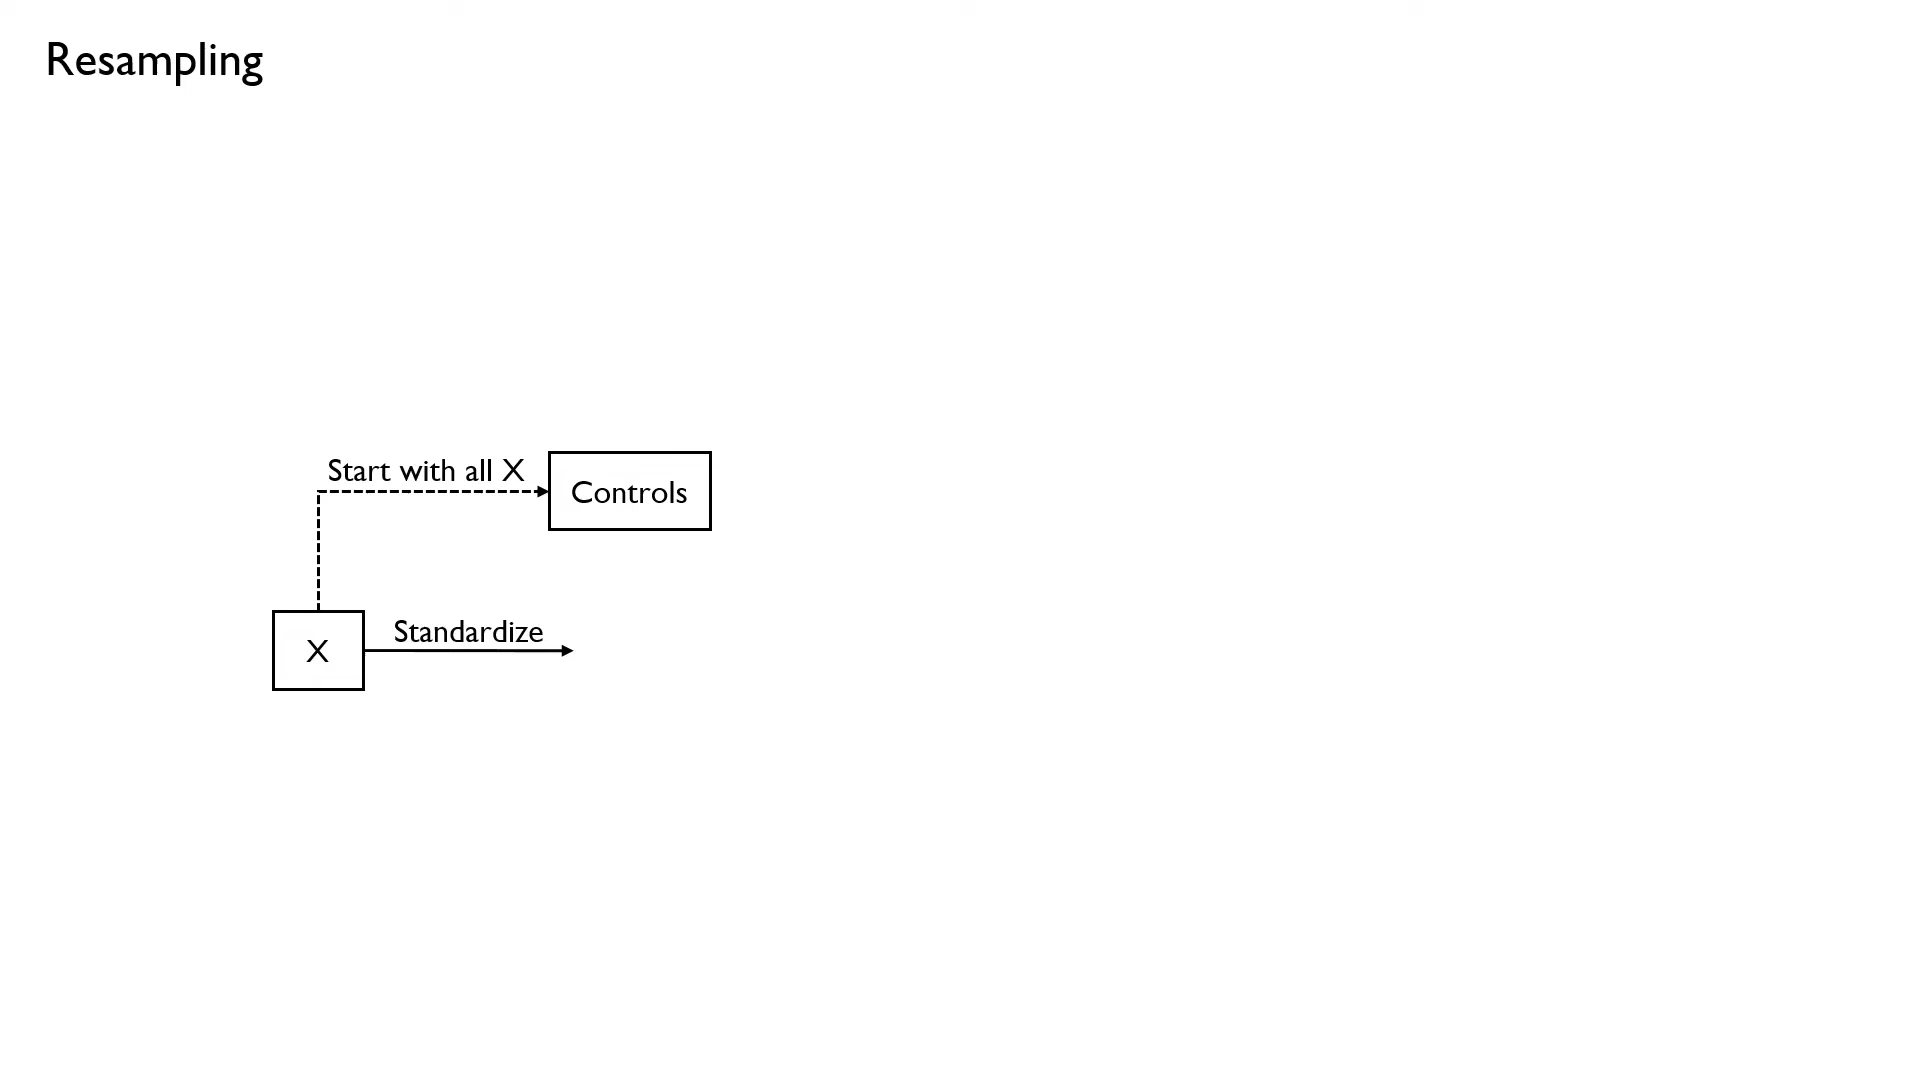 Resampling
Start with all X
Controls
Standardize
X